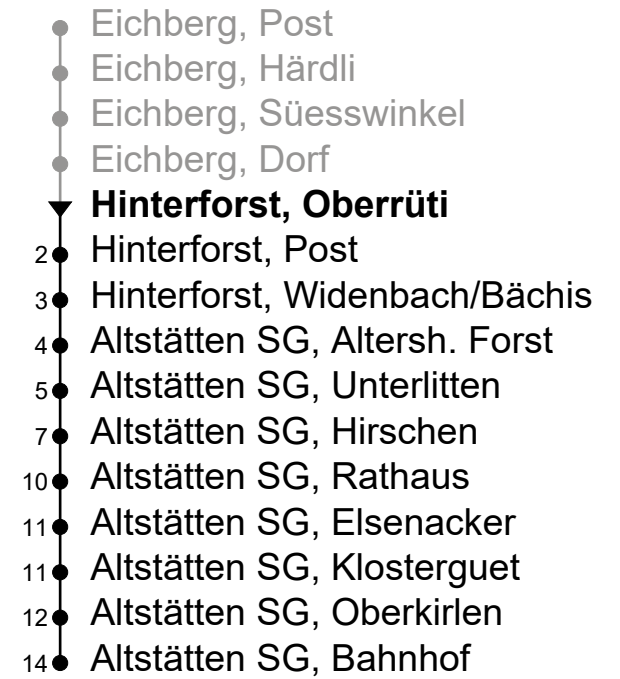 Eichberg, Post
Eichberg, Härdli
Eichberg, Süesswinkel
Eichberg, Dorf
Hinterforst, Oberrüti
2 Hinterforst, Post
3 Hinterforst, Widenbach/Bächis
4 Altstätten SG, Altersh. Forst
5 Altstätten SG, Unterlitten
7 Altstätten SG, Hirschen
10 Altstätten SG, Rathaus
11 Altstätten SG, Elsenacker
11 Altstätten SG, Klosterguet
12 Altstätten SG, Oberkirlen
14 Altstätten SG, Bahnhof